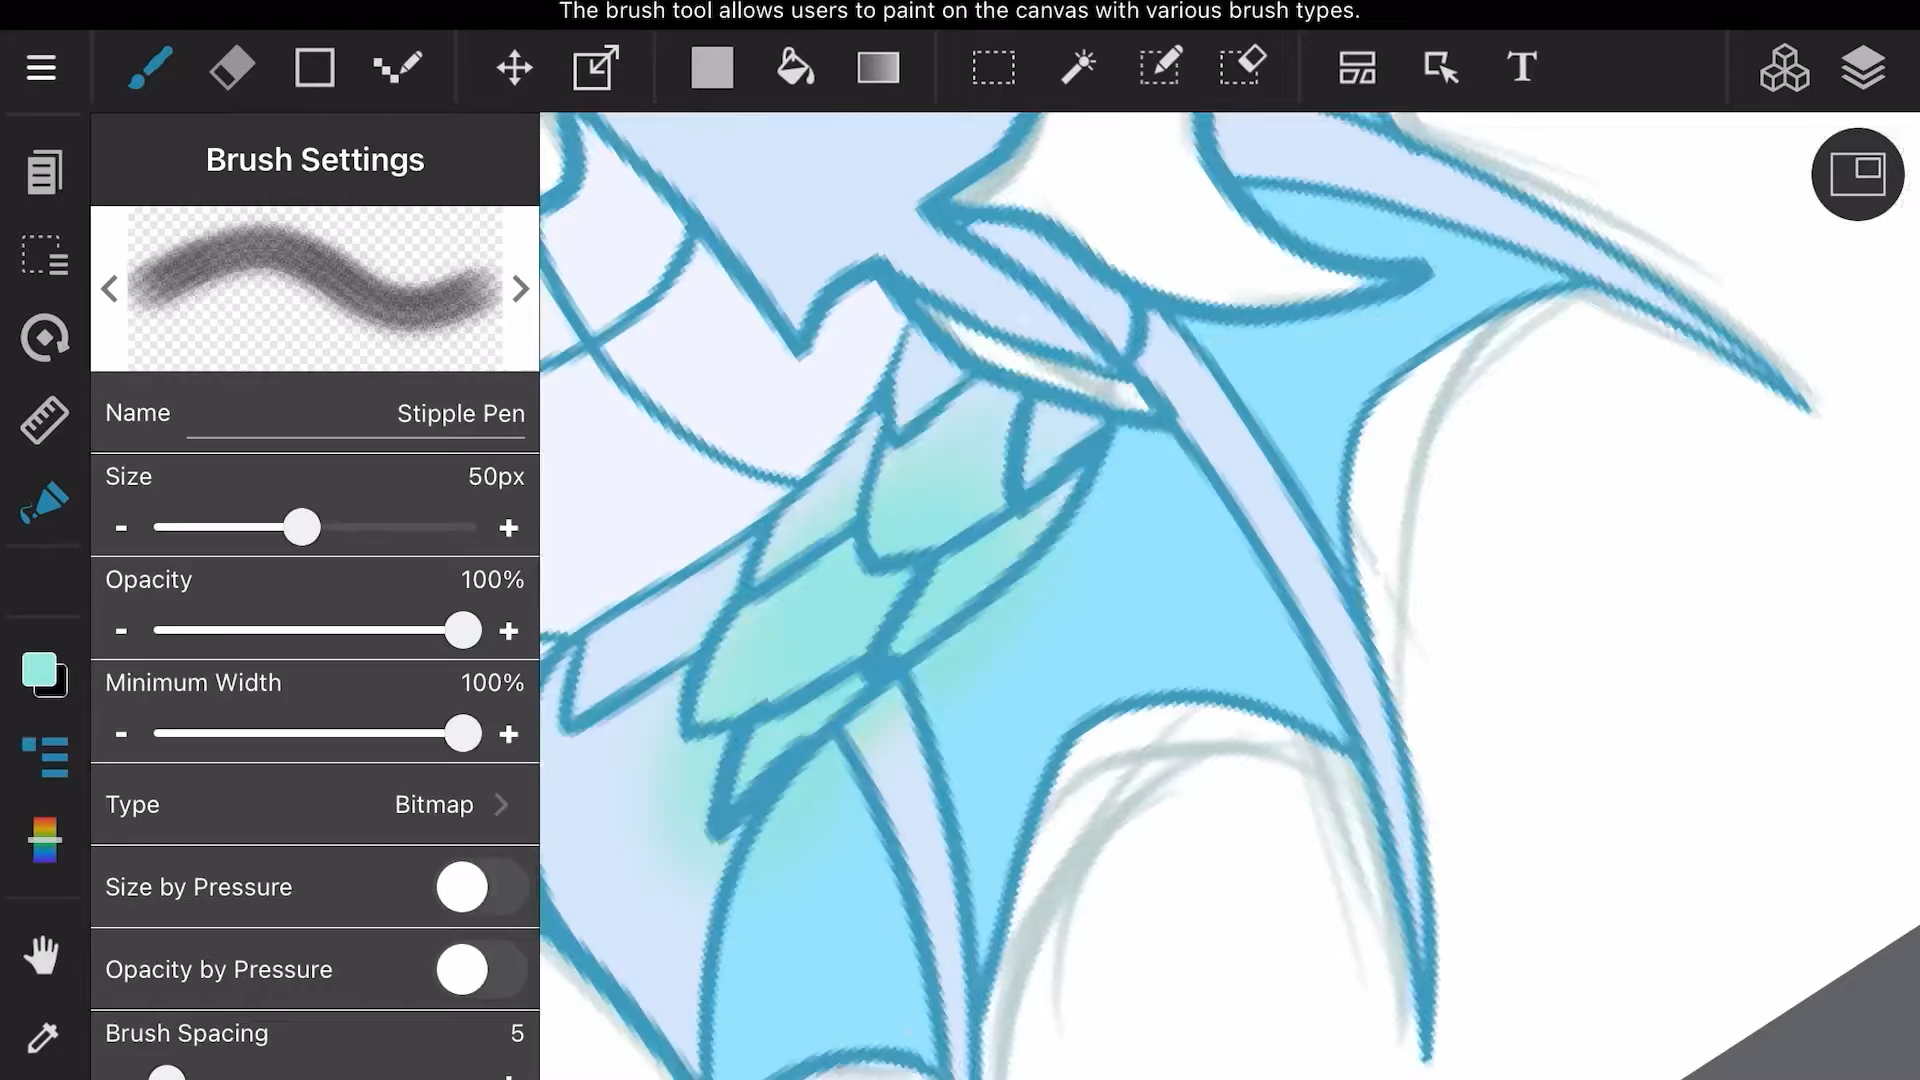 The brush tool allows users to paint on the canvas with various brush types.
T
Brush Settings
Name Stipple Pen
Size 50px
- +
Opacity 100%
- +
Minimum Width 100%
- +
Type Bitmap
Size by Pressure
Opacity by Pressure
Brush Spacing 5